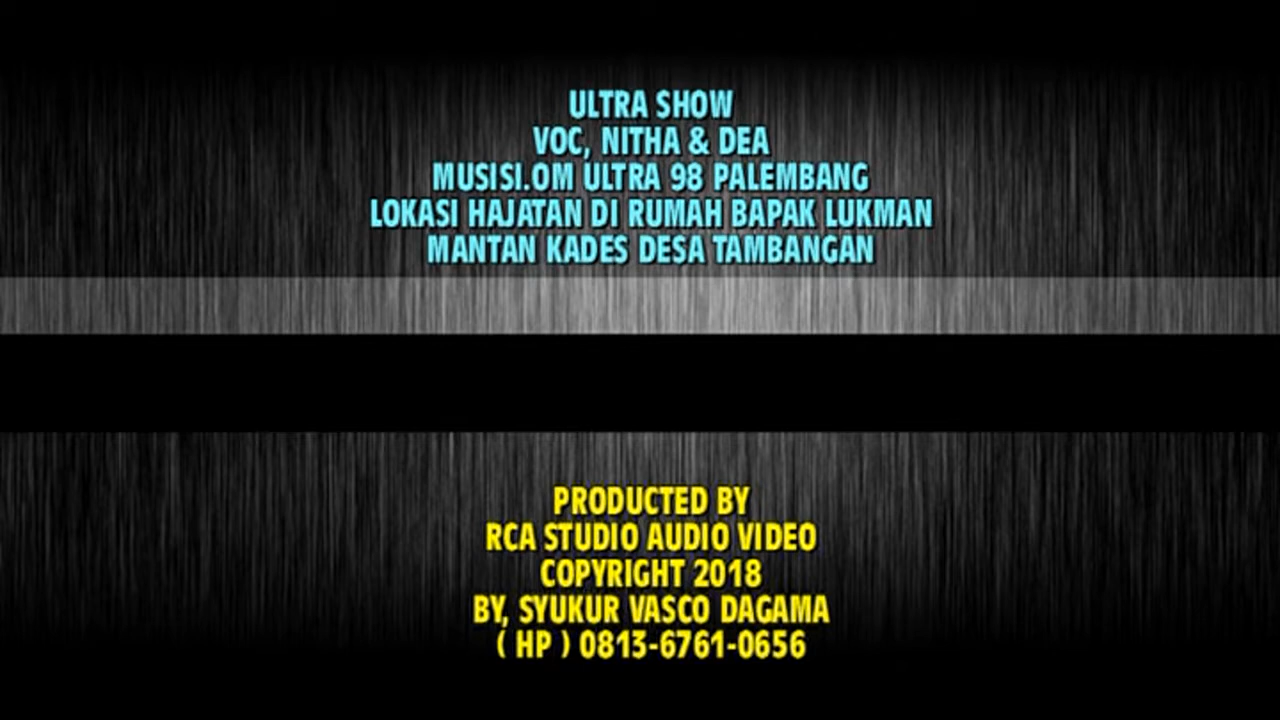 ULTRA SHOW
VOC, NITHA & DEA
MUSISI.OM ULTRA 98 PALEMBANG
LOKASI HAJATAN DI RUMAH BAPAK LUKMAN
MANTAN KADES DESA TAMBANGAN
PRODUCTED BY
RCA STUDIO AUDIO VIDEO
COPYRIGHT 2018
BY, SYUKUR VASCO DAGAMA
( HP ) 0813-6761-0656